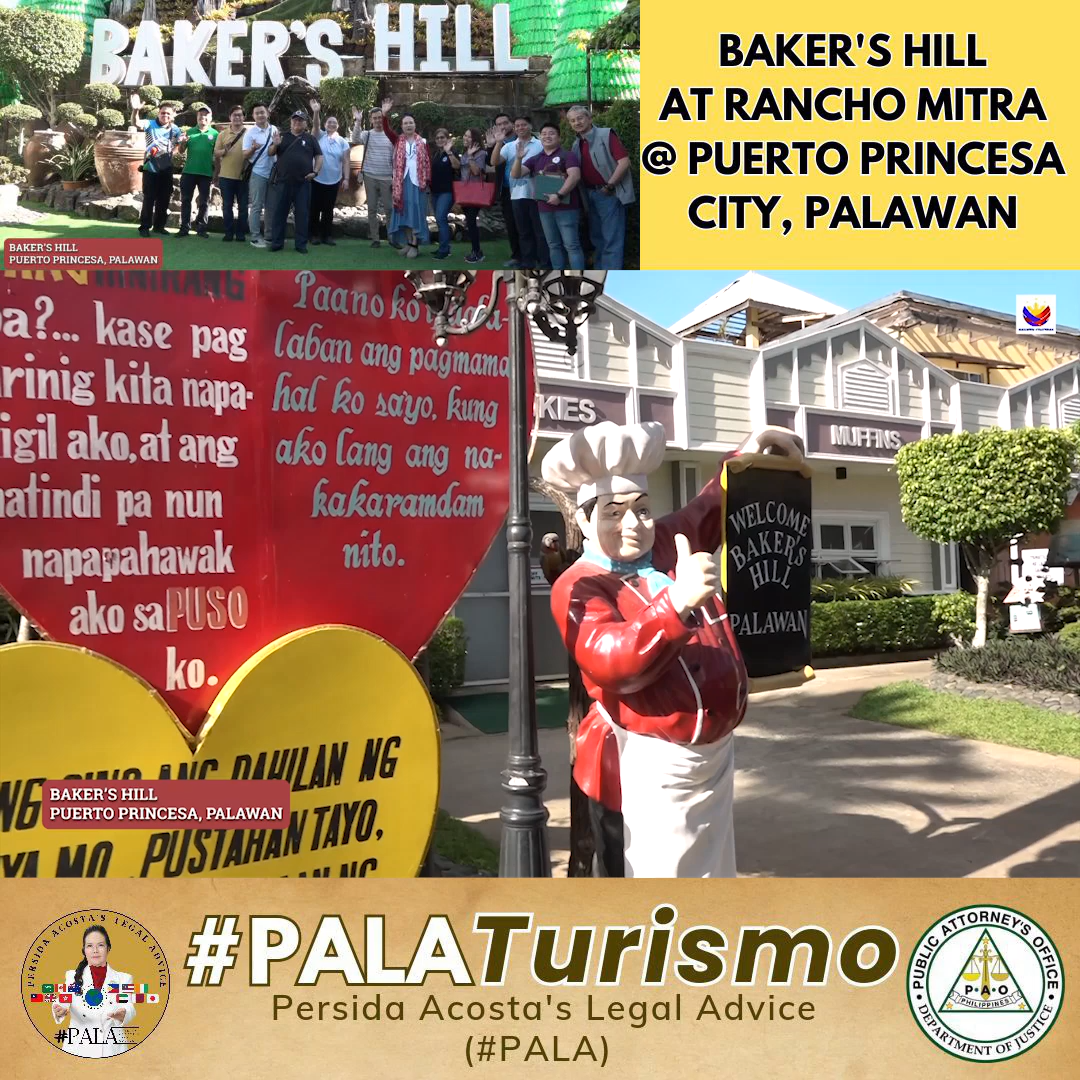 BAKER'S HILL
BAKER'S HILL
AT RANCHO MITRA
@ PUERTO PRINCESA
CITY, PALAWAN
BAKER'S HILL
PUERTO PRINCESA, PALAWAN
pa?... kase pag
rinig kita napa-
igil ako, at ang
matindi pa nun
napapahawak
ako sa PUSO
ko.
Paano ko
laban ang pagmama
hal ko sayo, kung
ako lang ang na-
kakaramdam
nito.
KIES
MUFFINS
WELCOME
BAKER'S
HILL
PALAWAN
ANG DAHILAN NG
YA MO, PUSTAHAN TAYO,
BAKER'S HILL
PUERTO PRINCESA, PALAWAN
PERSIDA ACOSTA'S LEGAL ADVICE
#PALA
#PALATurismo
Persida Acosta's Legal Advice
(#PALA)
PUBLIC ATTORNEY'S OFFICE
P·A·O
PHILIPPINES
DEPARTMENT OF JUSTICE